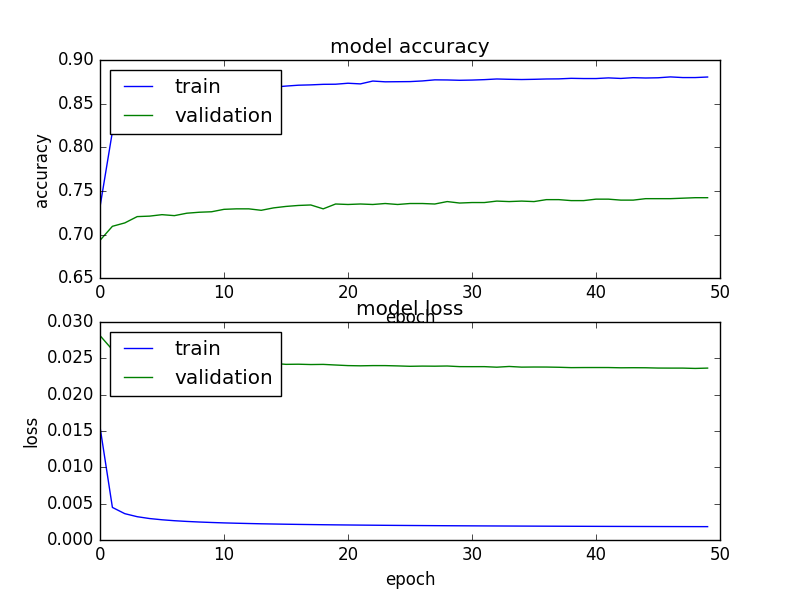 model accuracy
0.90
0.85
0.80
0.75
0.70
0.65
accuracy
train
validation
0 10 20 30 40 50
epoch
model loss
0.030
0.025
0.020
0.015
0.010
0.005
0.000
loss
train
validation
0 10 20 30 40 50
epoch